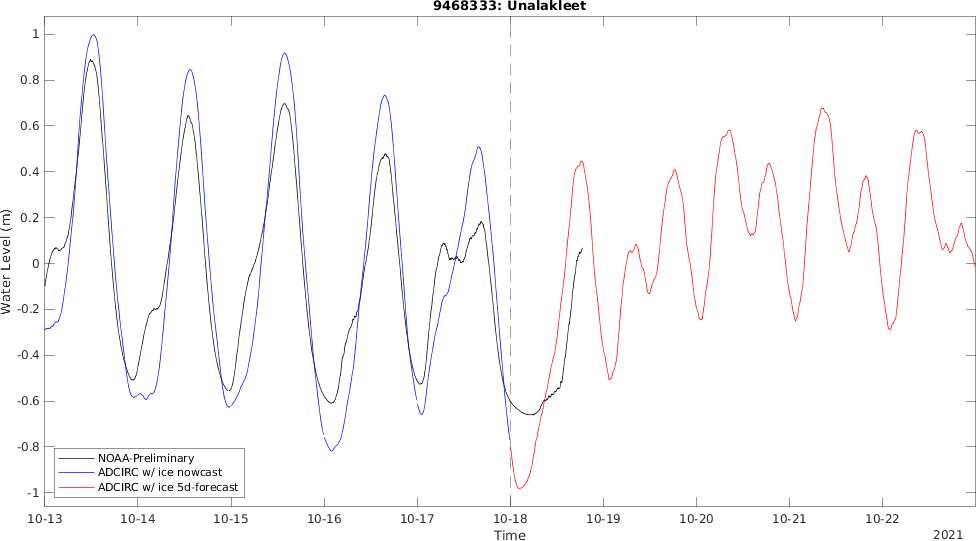 9468333: Unalakleet
Water Level (m)
1
0.8
0.6
0.4
0.2
0
-0.2
-0.4
-0.6
-0.8
-1
NOAA-Preliminary
ADCIRC w/ ice nowcast
ADCIRC w/ ice 5d-forecast
10-13 10-14 10-15 10-16 10-17 10-18 10-19 10-20 10-21 10-22
Time
2021